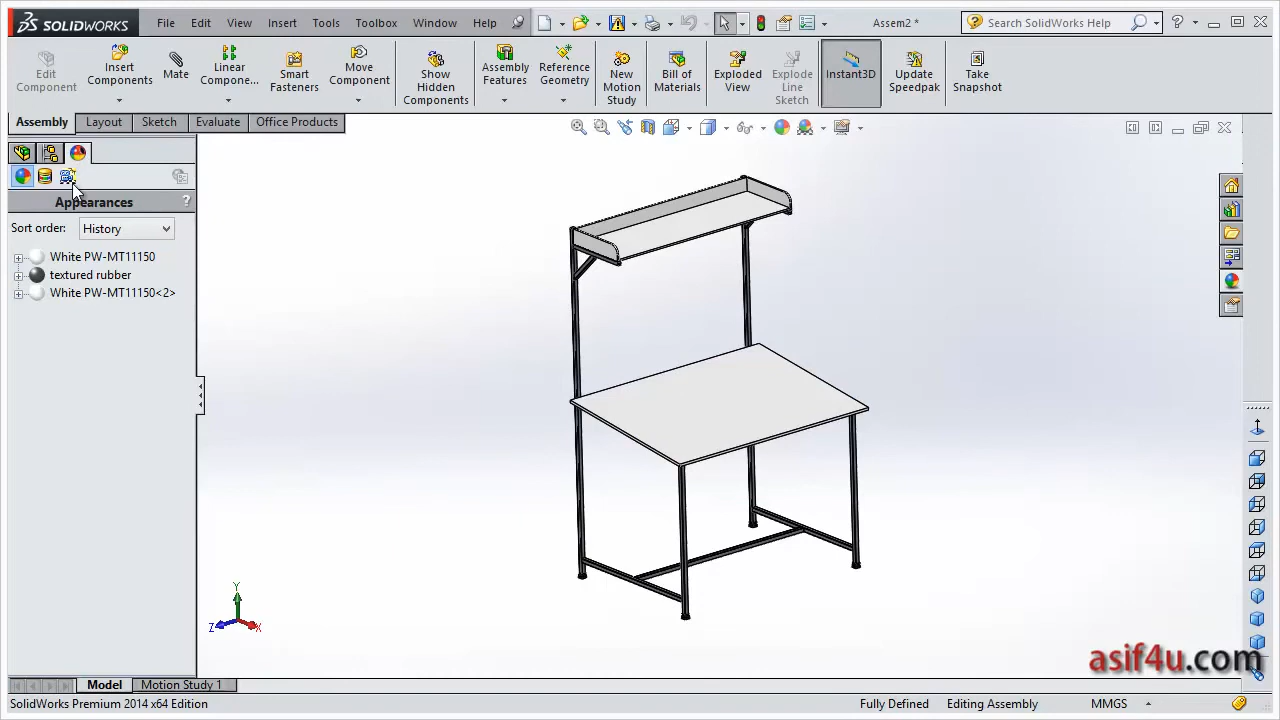 SOLIDWORKS File Edit View Insert Tools Toolbox Window Help Assem2 * Search SolidWorks Help
Edit Component
Insert Components
Mate
Linear Compone...
Smart Fasteners
Move Component
Show Hidden Components
Assembly Features
Reference Geometry
New Motion Study
Bill of Materials
Exploded View
Explode Line Sketch
Instant3D
Update Speedpak
Take Snapshot
Assembly Layout Sketch Evaluate Office Products
Appearances ?
Sort order: History
White PW-MT11150
textured rubber
White PW-MT11150<2>
Y
Z X
asif4u.com
Model Motion Study 1
SolidWorks Premium 2014 x64 Edition Fully Defined Editing Assembly MMGS